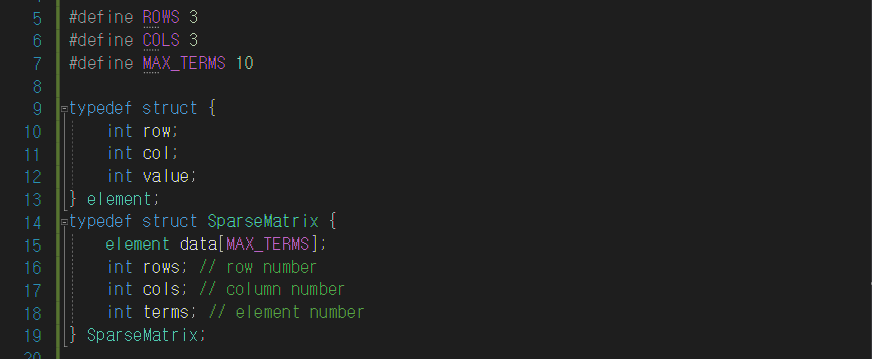 5 #define ROWS 3
6 #define COLS 3
7 #define MAX_TERMS 10
8
9 typedef struct {
10 int row;
11 int col;
12 int value;
13 } element;
14 typedef struct SparseMatrix {
15 element data[MAX_TERMS];
16 int rows; // row number
17 int cols; // column number
18 int terms; // element number
19 } SparseMatrix;
20